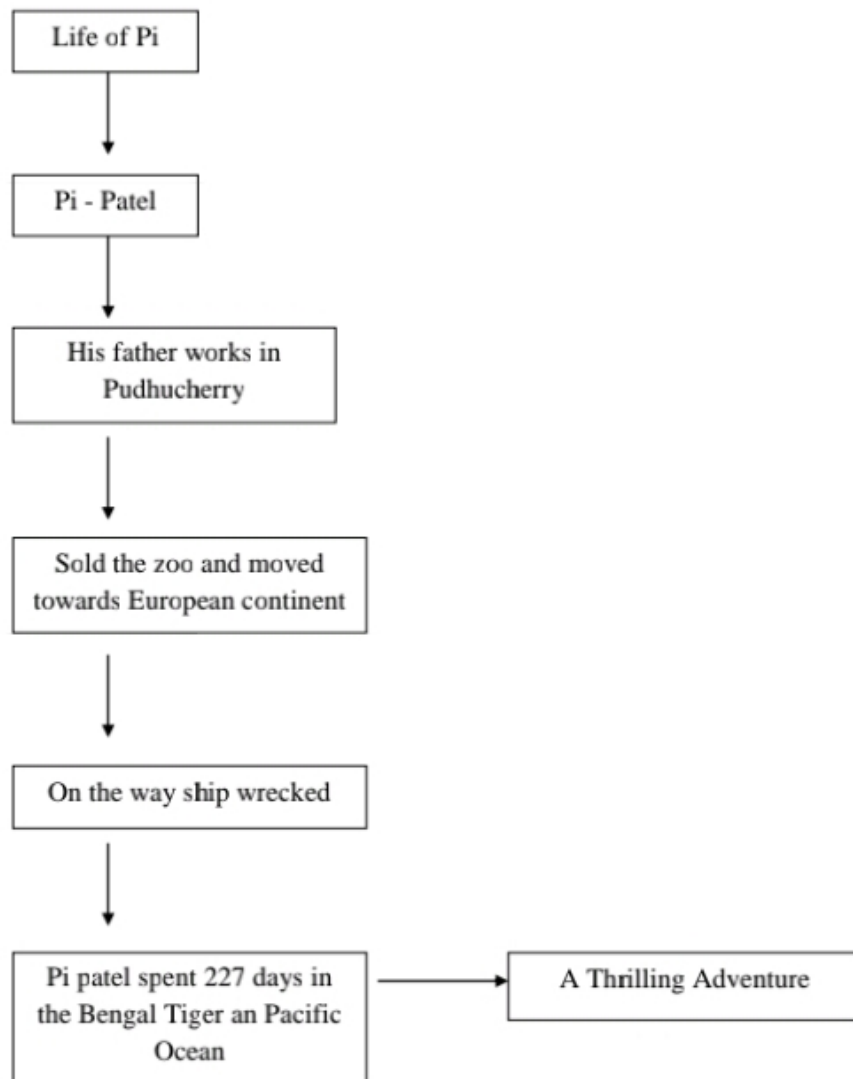 Life of Pi
Pi - Patel
His father works in
Pudhucherry
Sold the zoo and moved
towards European continent
On the way ship wrecked
Pi patel spent 227 days in
the Bengal Tiger an Pacific
Ocean
A Thrilling Adventure